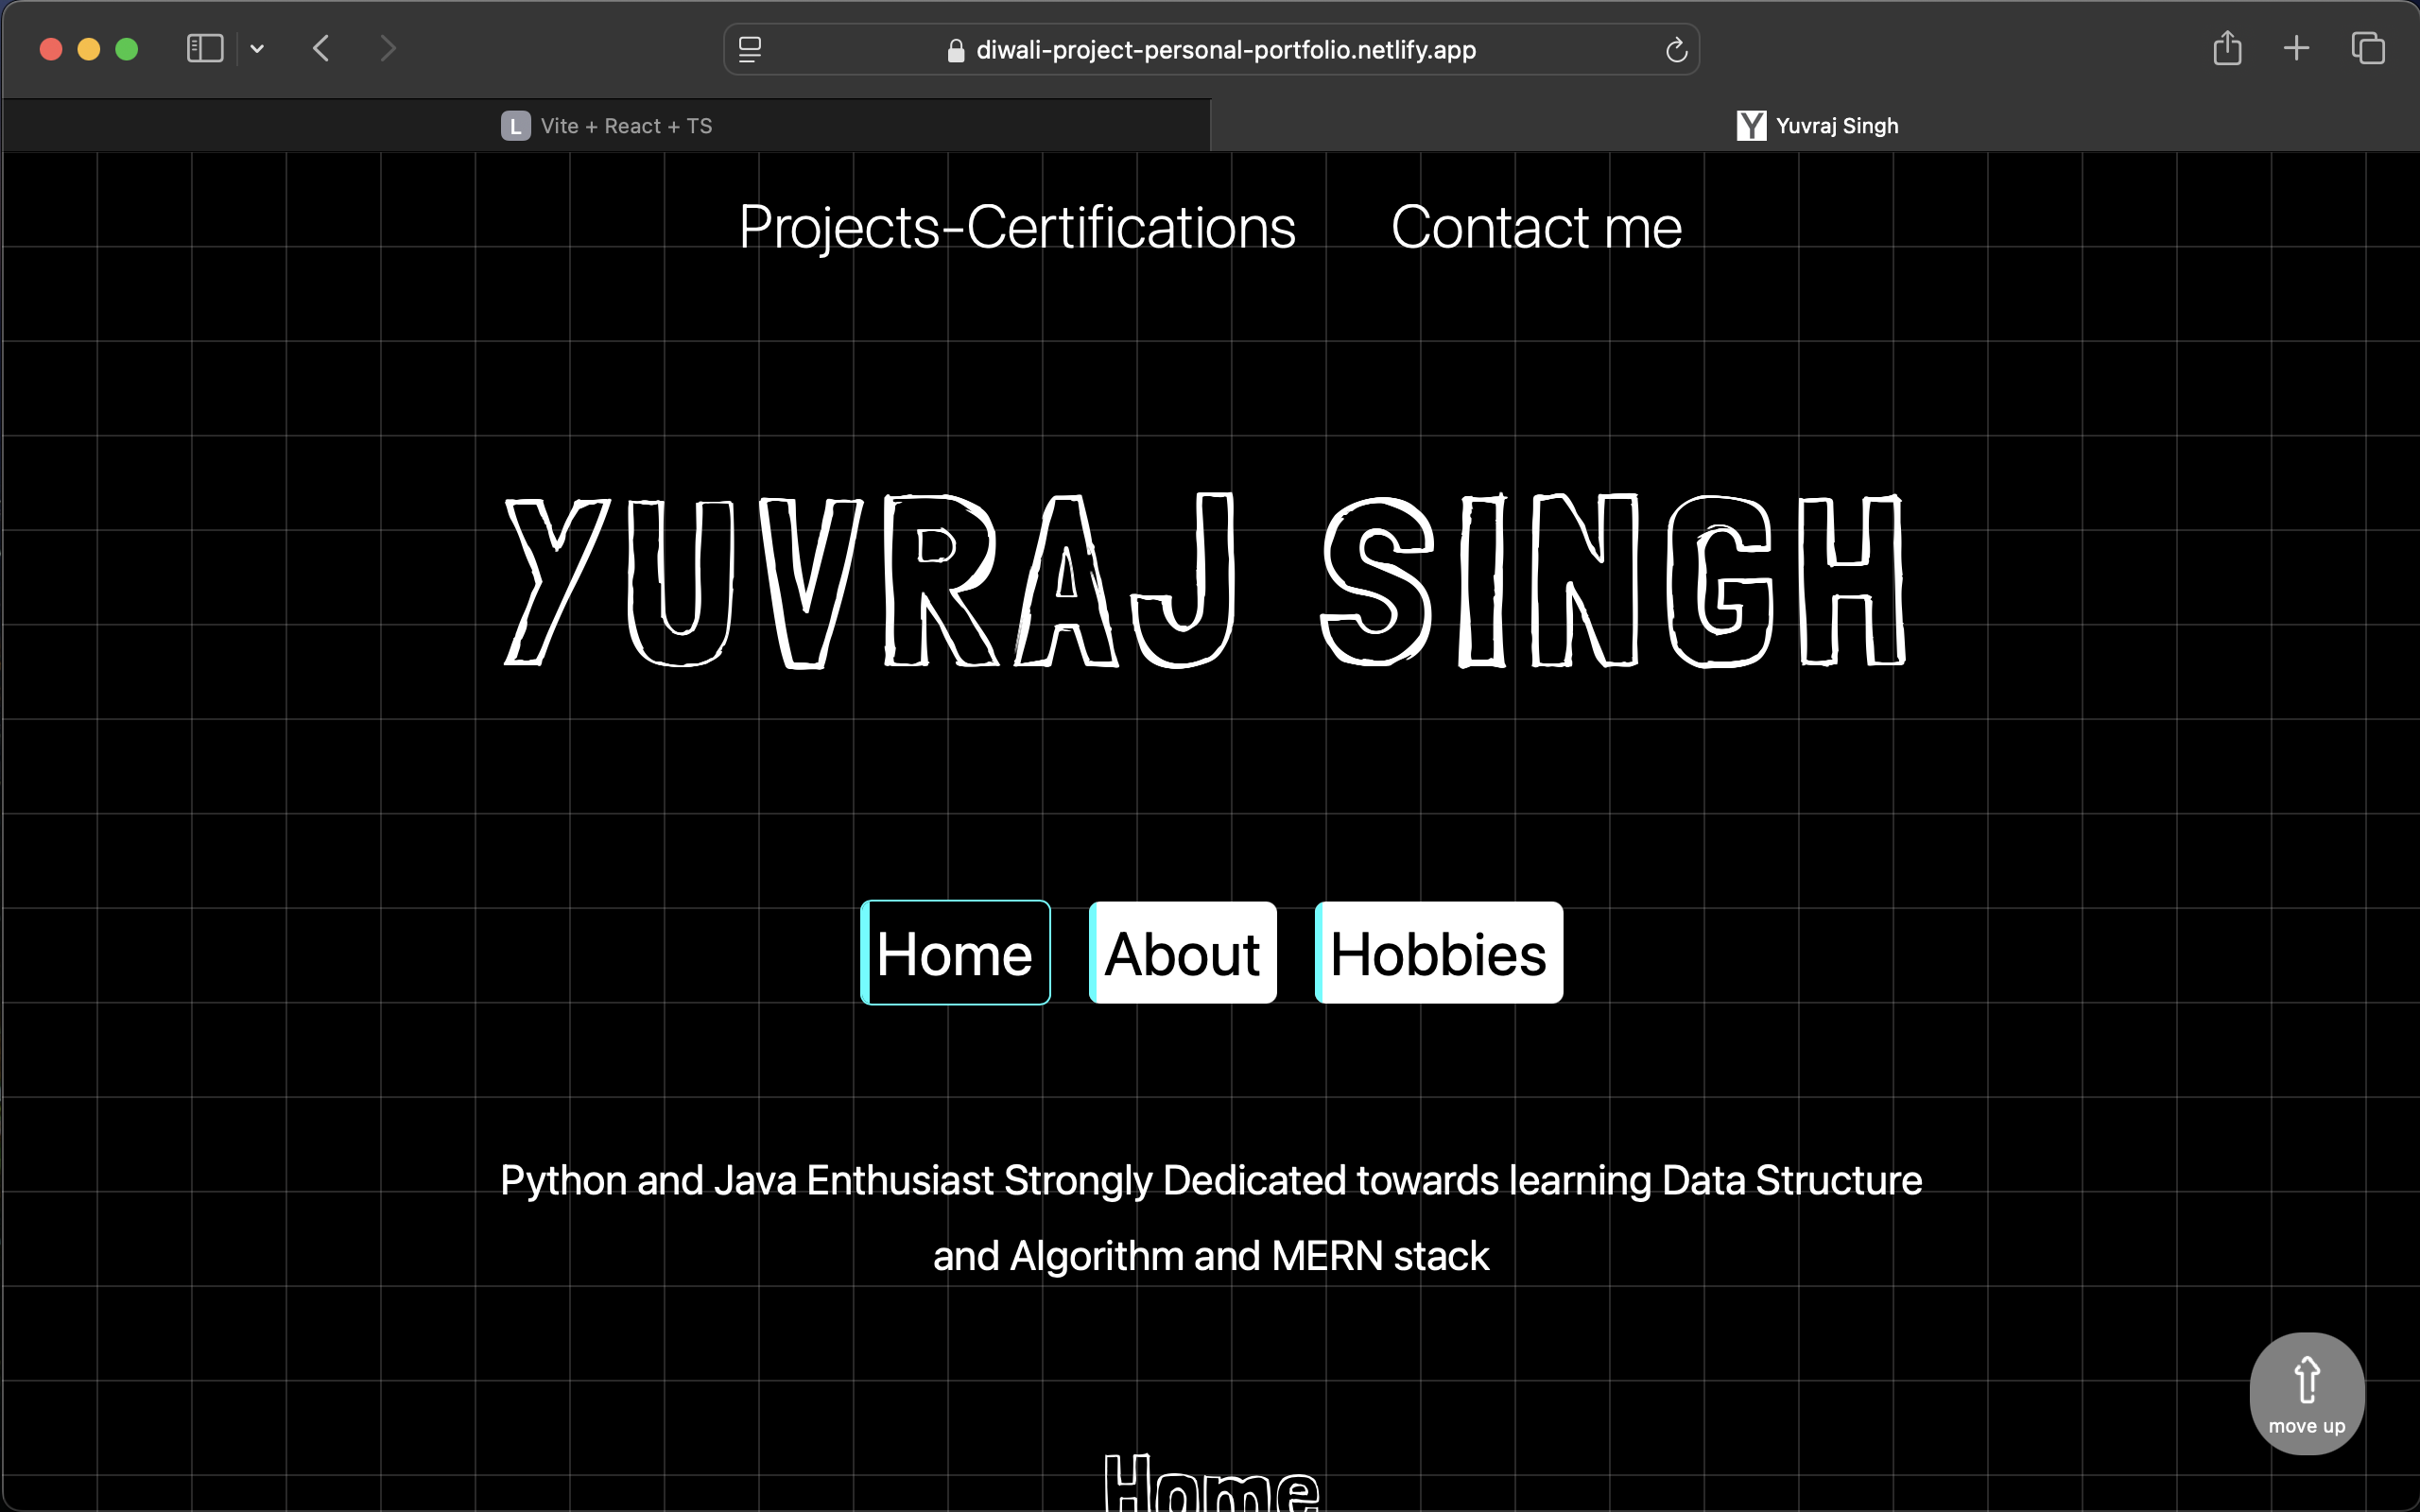 diwali-project-personal-portfolio.netlify.app
L Vite + React + TS
Y Yuvraj Singh
Projects-Certifications Contact me
YUVRAJ SINGH
Home About Hobbies
Python and Java Enthusiast Strongly Dedicated towards learning Data Structure
and Algorithm and MERN stack
move up
Home